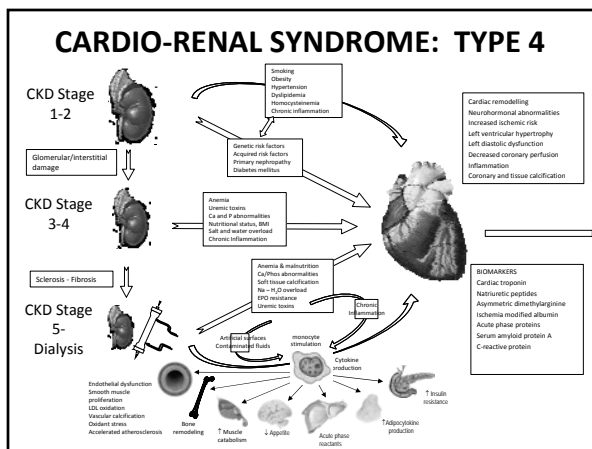 CARDIO-RENAL SYNDROME: TYPE 4
CKD Stage
1-2
Smoking
Obesity
Hypertension
Dyslipidemia
Homocysteinemia
Chronic inflammation
Cardiac remodelling
Neurohormonal abnormalities
Increased ischemic risk
Left ventricular hypertrophy
Left diastolic dysfunction
Decreased coronary perfusion
Inflammation
Coronary and tissue calcification
Genetic risk factors
Acquired risk factors
Primary nephropathy
Diabetes mellitus
Glomerular/interstitial
damage
CKD Stage
3-4
Anemia
Uremic toxins
Ca and P abnormalities
Nutritional status, BMI
Salt and water overload
Chronic Inflammation
Sclerosis - Fibrosis
Anemia & malnutrition
Ca/Phos abnormalities
Soft tissue calcification
Na – H₂O overload
EPO resistance
Uremic toxins
BIOMARKERS
Cardiac troponin
Natriuretic peptides
Asymmetric dimethylarginine
Ischemia modified albumin
Acute phase proteins
Serum amyloid protein A
C-reactive protein
CKD Stage
5-
Dialysis
Chronic
Inflammation
Artificial surfaces
Contaminated fluids
monocyte
stimulation
Cytokine
production
Endothelial dysfunction
Smooth muscle
proliferation
LDL oxidation
Vascular calcification
Oxidant stress
Accelerated atherosclerosis
Bone
remodeling
↑ Muscle
catabolism
↓ Appetite
Acute phase
reactants
↑ Adipocytokine
production
↑ Insulin
resistance